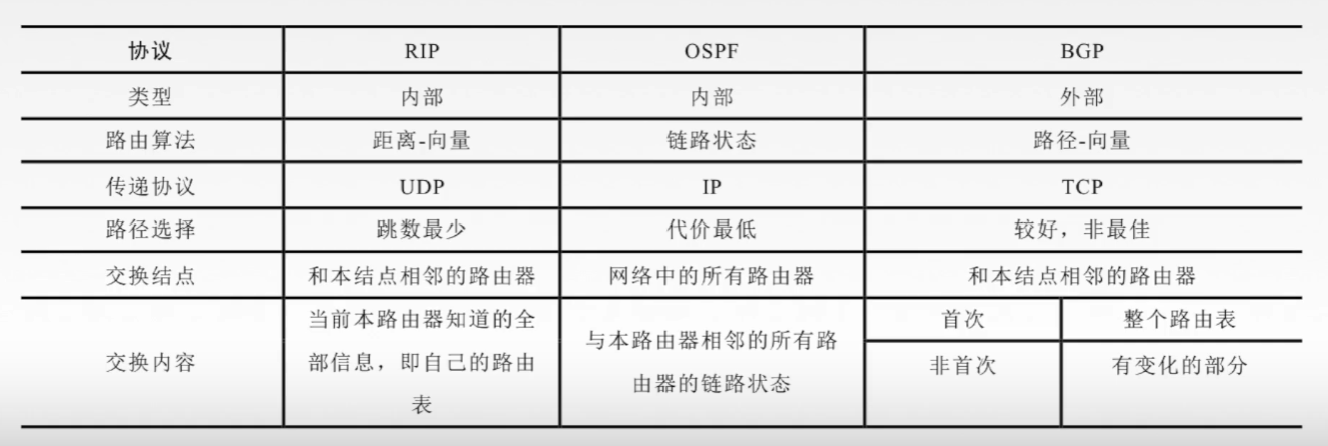 协议 RIP OSPF BGP
类型 内部 内部 外部
路由算法 距离-向量 链路状态 路径-向量
传递协议 UDP IP TCP
路径选择 跳数最少 代价最低 较好，非最佳
交换结点 和本结点相邻的路由器 网络中的所有路由器 和本结点相邻的路由器
交换内容
当前本路由器知道的全
部信息，即自己的路由
表
与本路由器相邻的所有路
由器的链路状态
首次 整个路由表
非首次 有变化的部分